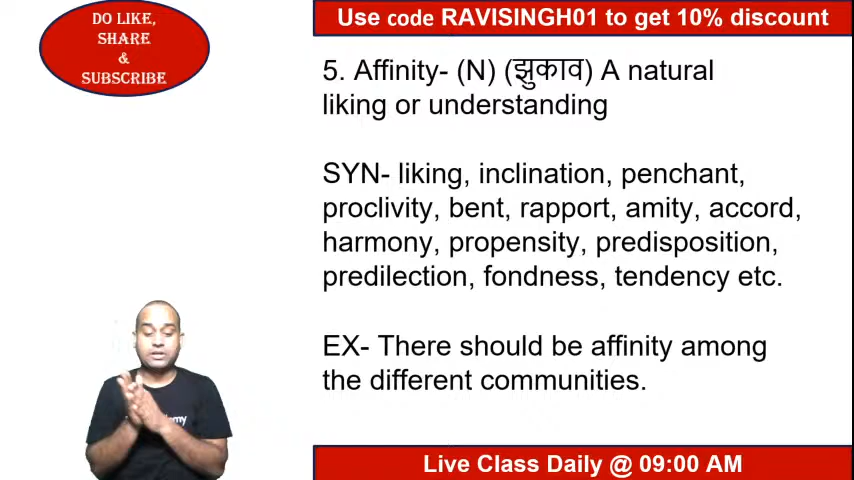 DO LIKE,
SHARE
&
SUBSCRIBE
Use code RAVISINGH01 to get 10% discount
5. Affinity- (N) (झुकाव) A natural
liking or understanding
SYN- liking, inclination, penchant,
proclivity, bent, rapport, amity, accord,
harmony, propensity, predisposition,
predilection, fondness, tendency etc.
EX- There should be affinity among
the different communities.
Live Class Daily @ 09:00 AM